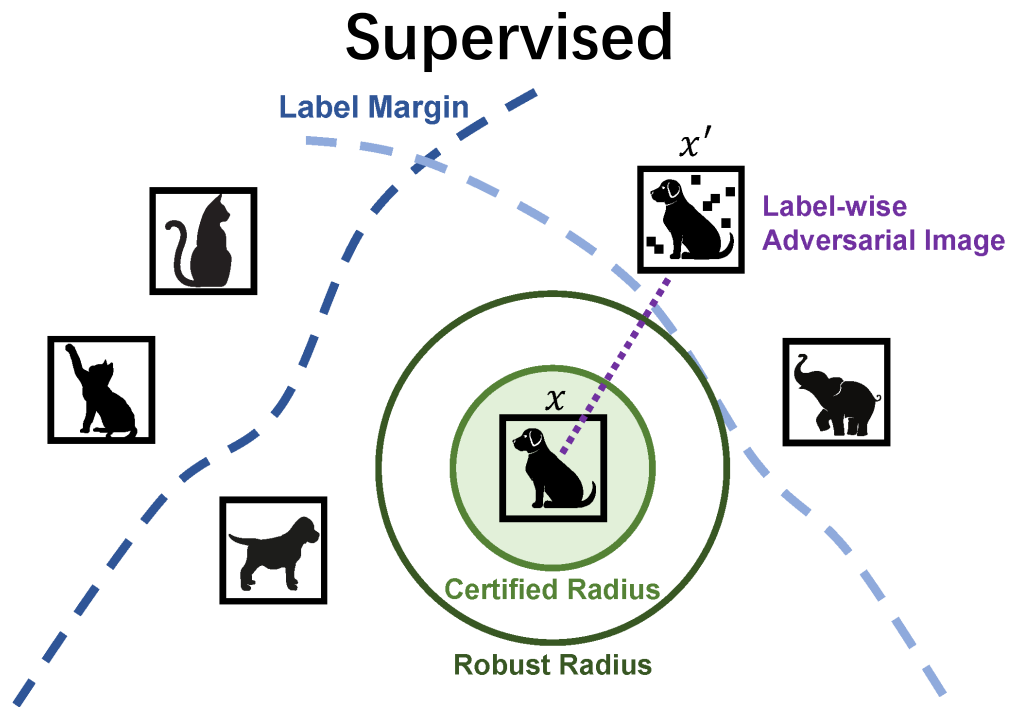 Supervised
Label Margin
x′
Label-wise
Adversarial Image
x
Certified Radius
Robust Radius